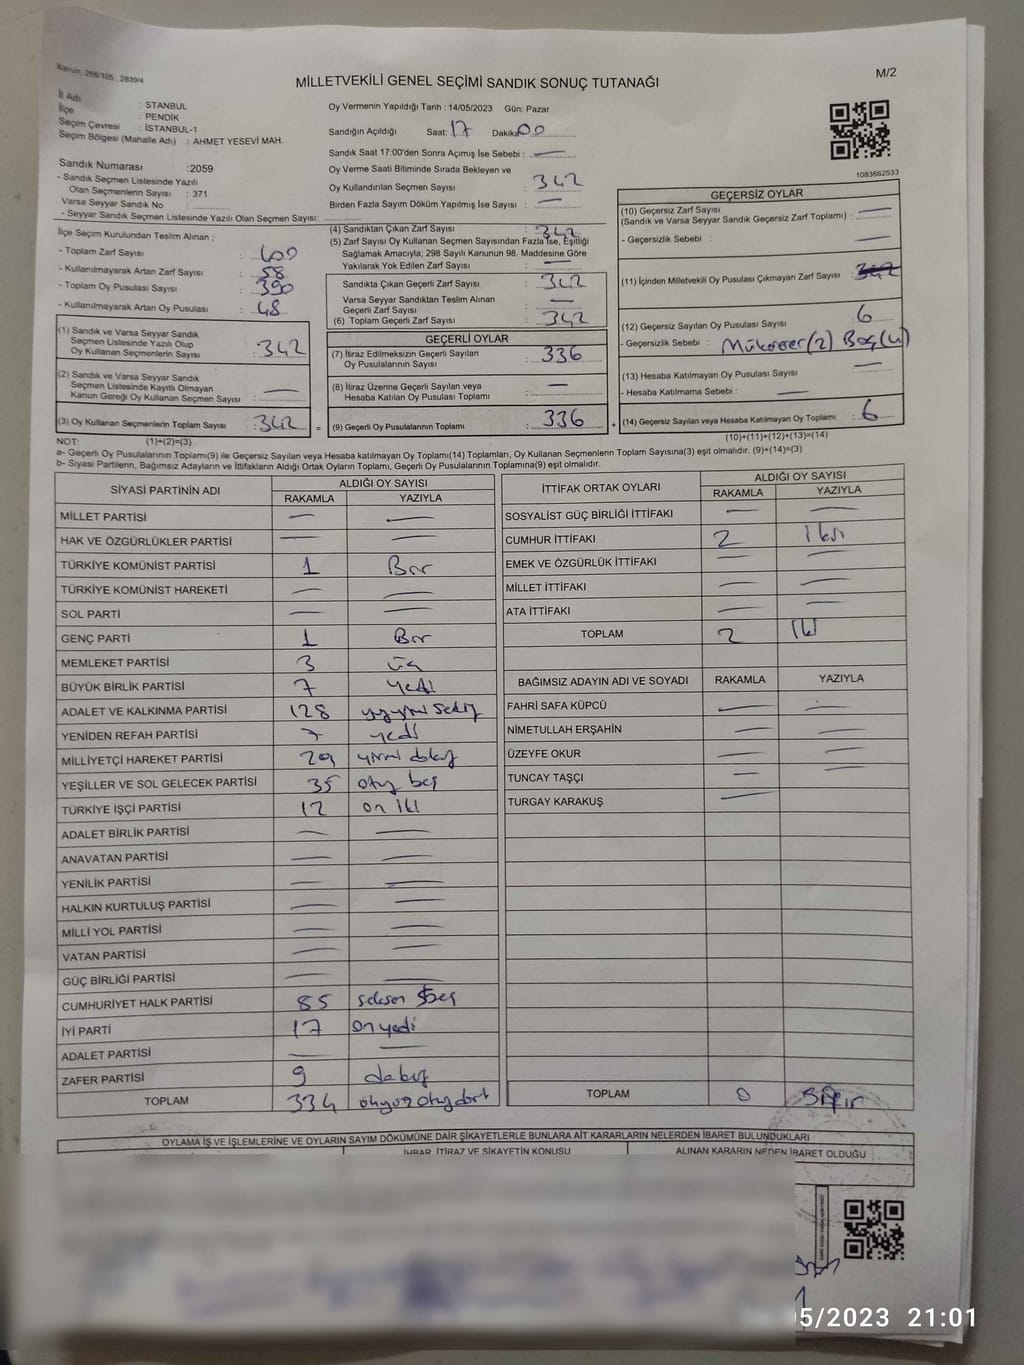 Kanun: 298/105 , 2839/4
MİLLETVEKİLİ GENEL SEÇİMİ SANDIK SONUÇ TUTANAĞI
M/2
İl Adı : STANBUL
İlçe : PENDİK
Seçim Çevresi : İSTANBUL-1
Seçim Bölgesi (Mahalle Adı) : AHMET YESEVİ MAH.
Sandık Numarası :2059
- Sandık Seçmen Listesinde Yazılı
Olan Seçmenlerin Sayısı : 371
Varsa Seyyar Sandık No :
- Seyyar Sandık Seçmen Listesinde Yazılı Olan Seçmen Sayısı:
Oy Vermenin Yapıldığı Tarih : 14/05/2023 Gün: Pazar
Sandığın Açıldığı Saat: 17 Dakika 00
Sandık Saat 17:00'den Sonra Açımış İse Sebebi : —
Oy Verme Saati Bitiminde Sırada Bekleyen ve
Oy Kullandırılan Seçmen Sayısı : 342
Birden Fazla Sayım Döküm Yapılmış İse Sayısı : —
1083662533
İlçe Seçim Kurulundan Teslim Alınan ;
- Toplam Zarf Sayısı : 400
- Kullanılmayarak Artan Zarf Sayısı : 58
- Toplam Oy Pusulası Sayısı : 390
- Kullanılmayarak Artan Oy Pusulası : 48
(1) Sandık ve Varsa Seyyar Sandık
Seçmen Listesinde Yazılı Olup
Oy Kullanan Seçmenlerin Sayısı : 342
(2) Sandık ve Varsa Seyyar Sandık
Seçmen Listesinde Kayıtlı Olmayan
Kanun Gereği Oy Kullanan Seçmen Sayısı : —
(3) Oy Kullanan Seçmenlerin Toplam Sayısı : 342 =
(4) Sandıktan Çıkan Zarf Sayısı : 342
(5) Zarf Sayısı Oy Kullanan Seçmen Sayısından Fazla İse, Eşitliği
Sağlamak Amacıyla; 298 Sayılı Kanunun 98. Maddesine Göre
Yakılarak Yok Edilen Zarf Sayısı : —
Sandıkta Çıkan Geçerli Zarf Sayısı : 342
Varsa Seyyar Sandıktan Teslim Alınan
Geçerli Zarf Sayısı : —
(6) Toplam Geçerli Zarf Sayısı : 342
GEÇERLİ OYLAR
(7) İtiraz Edilmeksizin Geçerli Sayılan
Oy Pusulalarının Sayısı : 336
(8) İtiraz Üzerine Geçerli Sayılan veya
Hesaba Katılan Oy Pusulası Toplamı : —
(9) Geçerli Oy Pusulalarının Toplamı : 336 +
GEÇERSİZ OYLAR
(10) Geçersiz Zarf Sayısı
(Sandık ve Varsa Seyyar Sandık Geçersiz Zarf Toplamı) : —
- Geçersizlik Sebebi : —
(11) İçinden Milletvekili Oy Pusulası Çıkmayan Zarf Sayısı : 342
(12) Geçersiz Sayılan Oy Pusulası Sayısı : 6
- Geçersizlik Sebebi : Mükerrer(2) Boş(4)
(13) Hesaba Katılmayan Oy Pusulası Sayısı : —
- Hesaba Katılmama Sebebi : —
(14) Geçersiz Sayılan veya Hesaba Katılmayan Oy Toplamı : 6
(10)+(11)+(12)+(13)=(14)
NOT: (1)+(2)=(3)
a- Geçerli Oy Pusulalarının Toplamı(9) ile Geçersiz Sayılan veya Hesaba katılmayan Oy Toplamı(14) Toplamları, Oy Kullanan Seçmenlerin Toplam Sayısına(3) eşit olmalıdır. (9)+(14)=(3)
b- Siyasi Partilerin, Bağımsız Adayların ve İttifakların Aldığı Ortak Oyların Toplamı, Geçerli Oy Pusulalarının Toplamına(9) eşit olmalıdır.
SİYASİ PARTİNİN ADI
ALDIĞI OY SAYISI
RAKAMLA YAZIYLA
MİLLET PARTİSİ — —
HAK VE ÖZGÜRLÜKLER PARTİSİ — —
TÜRKİYE KOMÜNİST PARTİSİ 1 Bir
TÜRKİYE KOMÜNİST HAREKETİ — —
SOL PARTİ — —
GENÇ PARTİ 1 Bir
MEMLEKET PARTİSİ 3 üç
BÜYÜK BİRLİK PARTİSİ 7 yedi
ADALET VE KALKINMA PARTİSİ 128 yüzyirmi sekiz
YENİDEN REFAH PARTİSİ 7 yedi
MİLLİYETÇİ HAREKET PARTİSİ 29 yirmi dokuz
YEŞİLLER VE SOL GELECEK PARTİSİ 35 otuz beş
TÜRKİYE İŞÇİ PARTİSİ 12 on iki
ADALET BİRLİK PARTİSİ — —
ANAVATAN PARTİSİ — —
YENİLİK PARTİSİ — —
HALKIN KURTULUŞ PARTİSİ — —
MİLLİ YOL PARTİSİ — —
VATAN PARTİSİ — —
GÜÇ BİRLİĞİ PARTİSİ — —
CUMHURİYET HALK PARTİSİ 85 seksen beş
İYİ PARTİ 17 onyedi
ADALET PARTİSİ — —
ZAFER PARTİSİ 9 dokuz
TOPLAM 334 üçyüzotuzdört
İTTİFAK ORTAK OYLARI
ALDIĞI OY SAYISI
RAKAMLA YAZIYLA
SOSYALİST GÜÇ BİRLİĞİ İTTİFAKI — —
CUMHUR İTTİFAKI 2 iki
EMEK VE ÖZGÜRLÜK İTTİFAKI — —
MİLLET İTTİFAKI — —
ATA İTTİFAKI — —
TOPLAM 2 iki
BAĞIMSIZ ADAYIN ADI VE SOYADI RAKAMLA YAZIYLA
FAHRİ SAFA KÜPCÜ — —
NİMETULLAH ERŞAHİN — —
ÜZEYFE OKUR — —
TUNCAY TAŞÇI — —
TURGAY KARAKUŞ —
TOPLAM 0 sıfır
OYLAMA İŞ VE İŞLEMLERİNE VE OYLARIN SAYIM DÖKÜMÜNE DAİR ŞİKAYETLERLE BUNLARA AİT KARARLARIN NELERDEN İBARET BULUNDUKLARI
İHBAR, İTİRAZ VE ŞİKAYETİN KONUSU
ALINAN KARARIN NEDEN İBARET OLDUĞU
05/2023 21:01